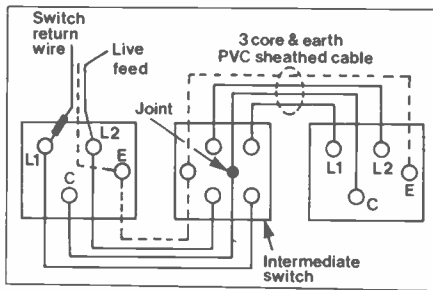 Switch
return
wire
Live
feed
3 core & earth
PVC sheathed cable
Joint
L1
L2
E
C
L1
L2
E
C
Intermediate
switch